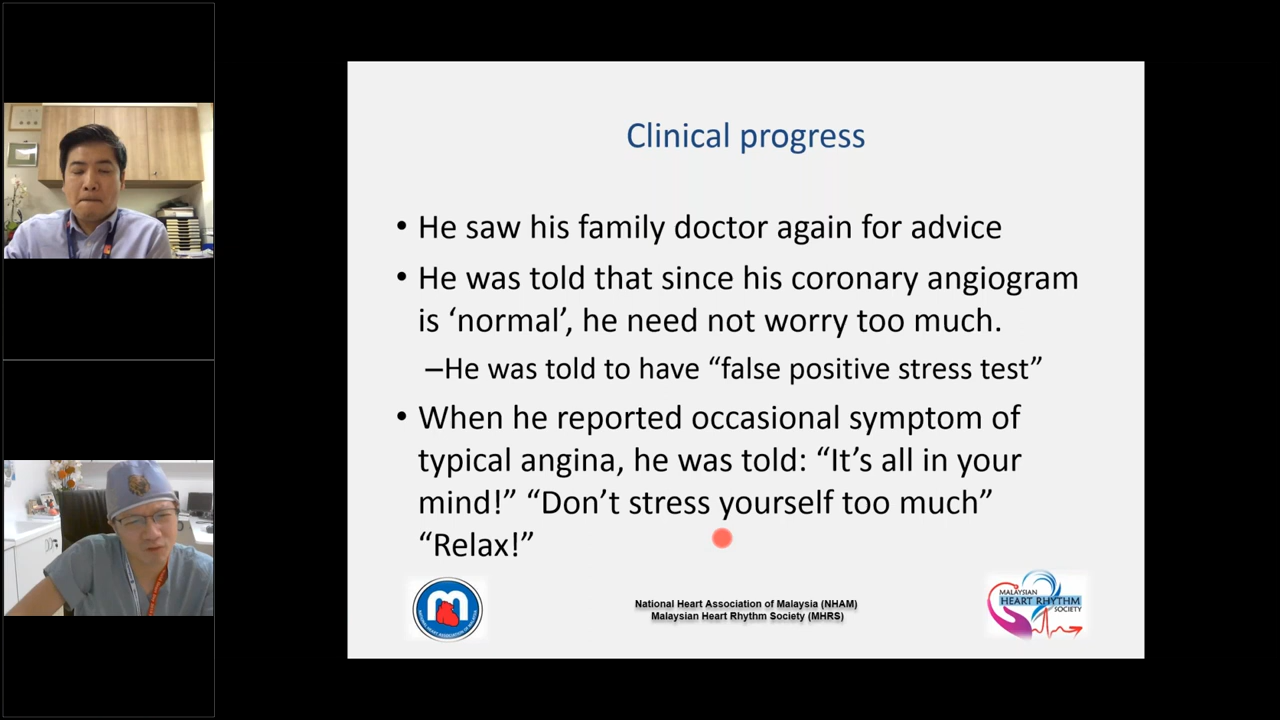 Clinical progress
• He saw his family doctor again for advice
• He was told that since his coronary angiogram
is ‘normal’, he need not worry too much.
–He was told to have “false positive stress test”
• When he reported occasional symptom of
typical angina, he was told: “It’s all in your
mind!” “Don’t stress yourself too much”
“Relax!”
National Heart Association of Malaysia (NHAM)
Malaysian Heart Rhythm Society (MHRS)
MALAYSIAN
HEART RHYTHM
SOCIETY